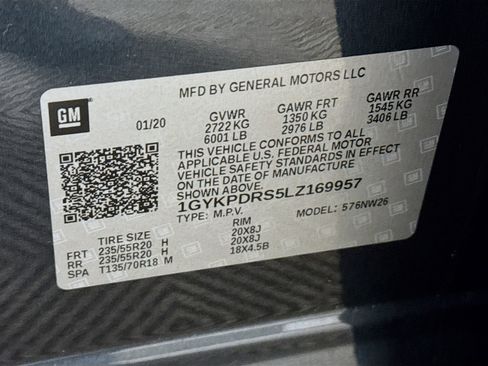 MFD BY GENERAL MOTORS LLC
GM
01/20 GVWR GAWR FRT GAWR RR
2722 KG 1350 KG 1545 KG
6001 LB 2976 LB 3406 LB
THIS VEHICLE CONFORMS TO ALL
APPLICABLE U.S. FEDERAL MOTOR
VEHICLE SAFETY STANDARDS IN EFFECT
ON THE DATE OF MANUFACTURE
SHOWN ABOVE.
1GYKPDRS5LZ169957
TYPE: M.P.V. MODEL: 576NW26
TIRE SIZE RIM
FRT 235/55R20 H 20X8J
RR 235/55R20 H 20X8J
SPA T135/70R18 M 18X4.5B